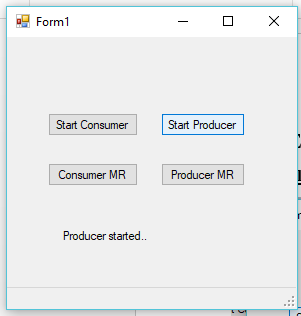 Form1
Start Consumer Start Producer
Consumer MR Producer MR
Producer started..